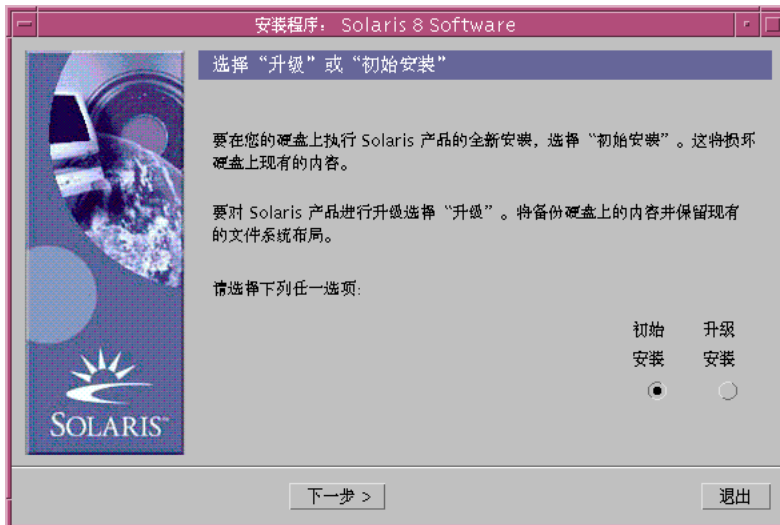 安装程序： Solaris 8 Software
选择“升级”或“初始安装”
要在您的硬盘上执行 Solaris 产品的全新安装，选择“初始安装”。这将损坏
硬盘上现有的内容。
要对 Solaris 产品进行升级选择“升级”。将备份硬盘上的内容并保留现有
的文件系统布局。
请选择下列任一选项:
初始 升级
安装 安装
SOLARIS™
下一步 > 退出